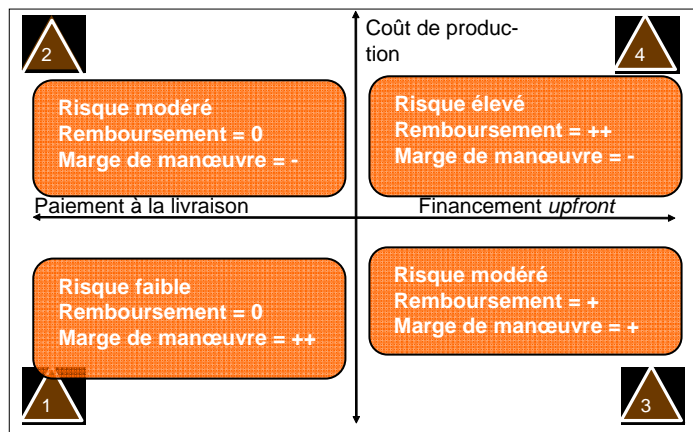 2
Coût de produc-
tion
4
Risque modéré
Remboursement = 0
Marge de manœuvre = -
Risque élevé
Remboursement = ++
Marge de manœuvre = -
Paiement à la livraison
Financement upfront
Risque faible
Remboursement = 0
Marge de manœuvre = ++
Risque modéré
Remboursement = +
Marge de manœuvre = +
1
3